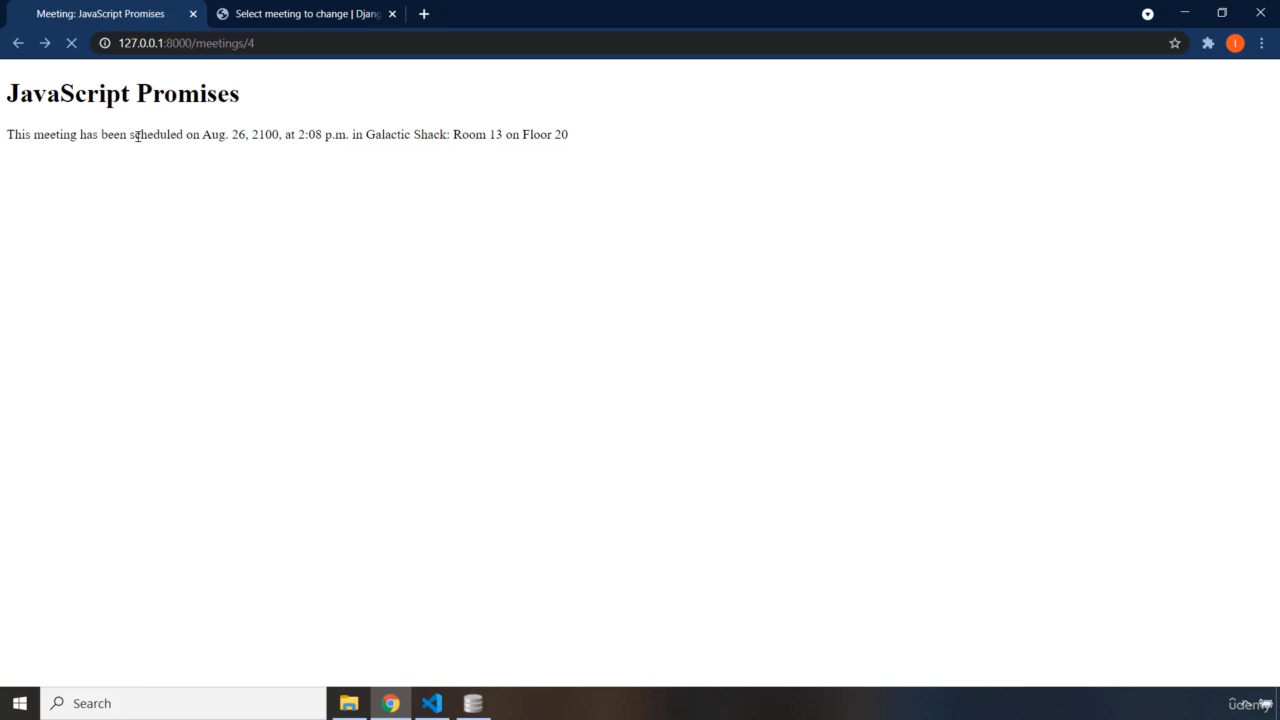 Meeting: JavaScript Promises
Select meeting to change | Djang
127.0.0.1:8000/meetings/4
I
JavaScript Promises
This meeting has been scheduled on Aug. 26, 2100, at 2:08 p.m. in Galactic Shack: Room 13 on Floor 20
Search
udemy